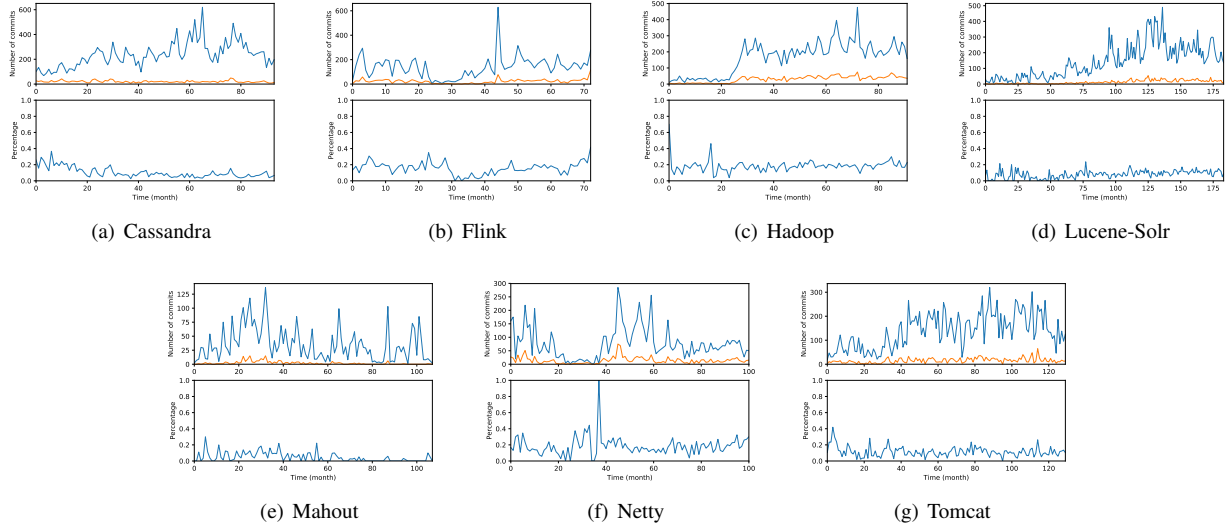 Number of commits
600
400
200
0
0 20 40 60 80
Percentage
1.0
0.8
0.6
0.4
0.2
0.0
0 20 40 60 80
Time (month)
(a) Cassandra
Number of commits
600
400
200
0
0 10 20 30 40 50 60 70
Percentage
1.0
0.8
0.6
0.4
0.2
0.0
0 10 20 30 40 50 60 70
Time (month)
(b) Flink
Number of commits
500
400
300
200
100
0
0 20 40 60 80
Percentage
1.0
0.8
0.6
0.4
0.2
0.0
0 20 40 60 80
Time (month)
(c) Hadoop
Number of commits
500
400
300
200
100
0
0 25 50 75 100 125 150 175
Percentage
1.0
0.8
0.6
0.4
0.2
0.0
0 25 50 75 100 125 150 175
Time (month)
(d) Lucene-Solr
Number of commits
125
100
75
50
25
0
0 20 40 60 80 100
Percentage
1.0
0.8
0.6
0.4
0.2
0.0
0 20 40 60 80 100
Time (month)
(e) Mahout
Number of commits
300
250
200
150
100
50
0
0 20 40 60 80 100
Percentage
1.0
0.8
0.6
0.4
0.2
0.0
0 20 40 60 80 100
Time (month)
(f) Netty
Number of commits
300
200
100
0
0 20 40 60 80 100 120
Percentage
1.0
0.8
0.6
0.4
0.2
0.0
0 20 40 60 80 100 120
Time (month)
(g) Tomcat